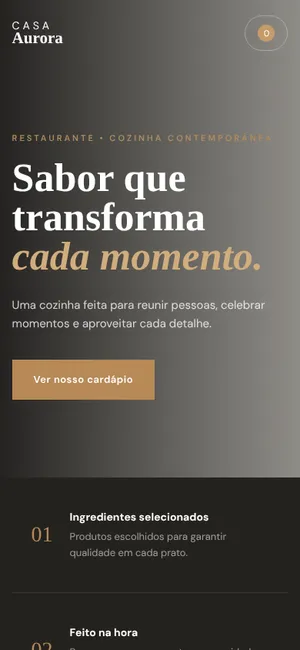 CASA
Aurora
0
RESTAURANTE • COZINHA CONTEMPORÂNEA
Sabor que
transforma
cada momento.
Uma cozinha feita para reunir pessoas, celebrar
momentos e aproveitar cada detalhe.
Ver nosso cardápio
01
Ingredientes selecionados
Produtos escolhidos para garantir
qualidade em cada prato.
02
Feito na hora